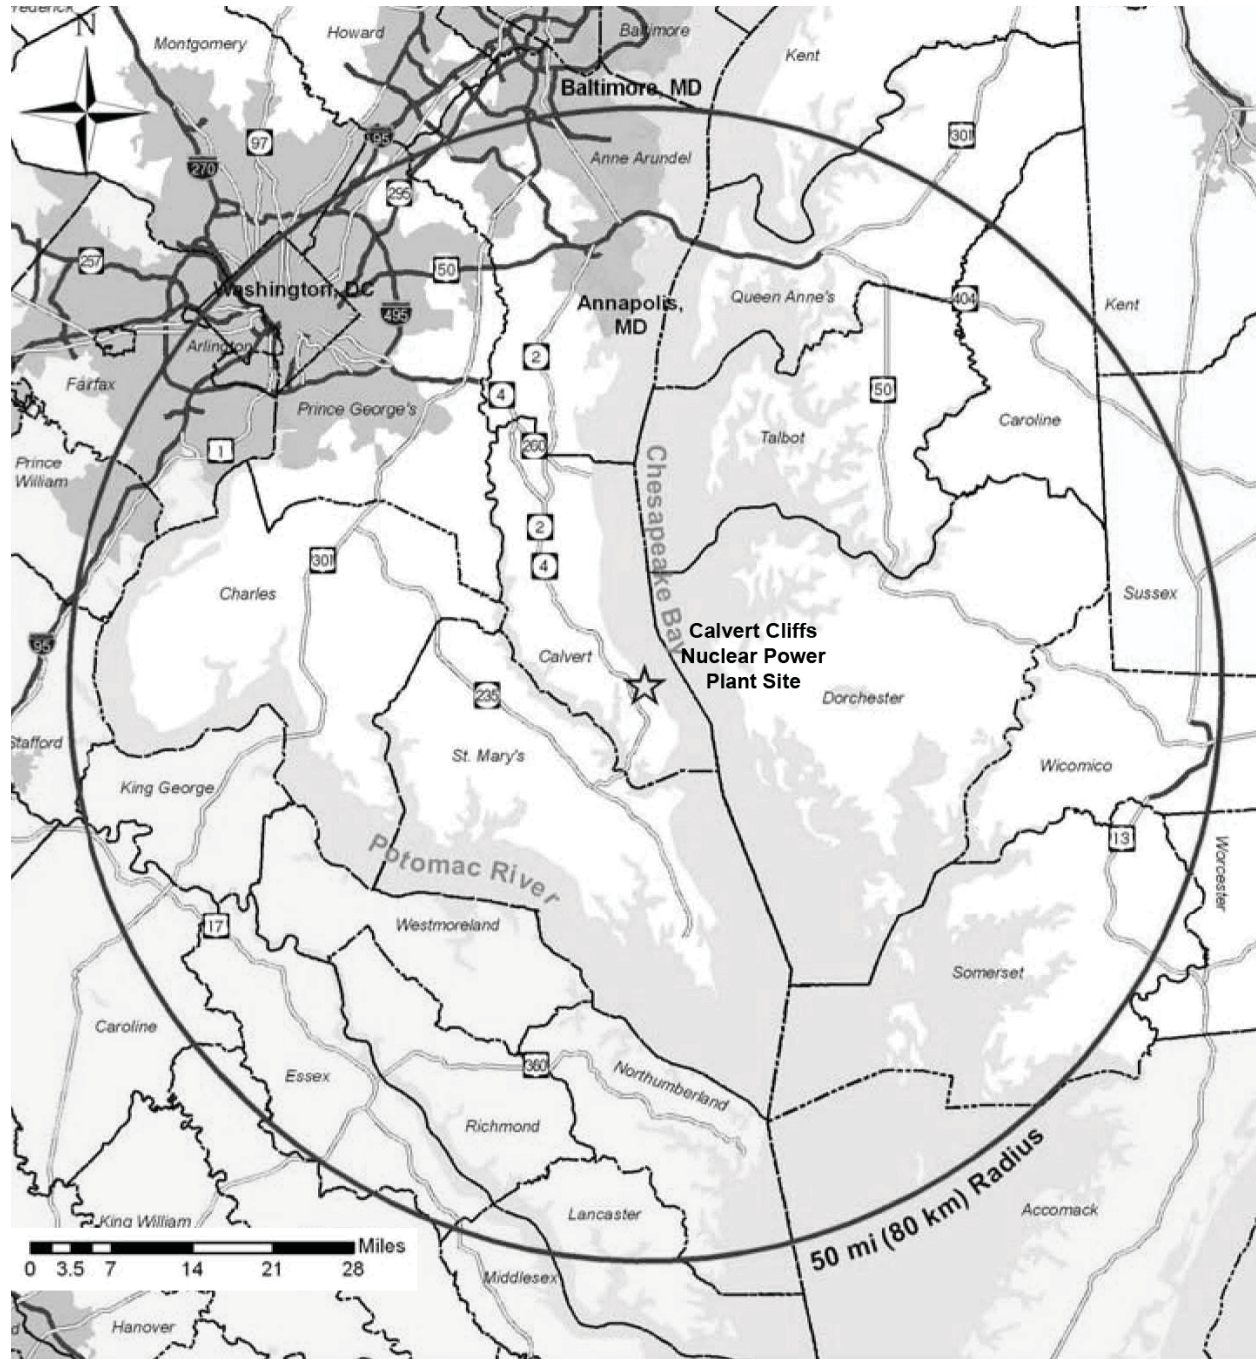 Frederick
N
Montgomery
Howard
Baltimore
Kent
Baltimore, MD
97
195
301
270
Anne Arundel
295
257
50
Washington, DC
495
Annapolis,
MD
Queen Anne's
404
Kent
Arlington
2
Fairfax
4
50
Prince George's
Caroline
1
260
Talbot
Prince
William
Chesapeake Bay
2
301
4
Charles
Sussex
95
Calvert
Calvert Cliffs
Nuclear Power
Plant Site
235
Dorchester
Stafford
St. Mary's
King George
Wicomico
13
Potomac River
Worcester
17
Westmoreland
Somerset
Caroline
Essex
360
Northumberland
Richmond
50 mi (80 km) Radius
Accomack
Lancaster
King William
Miles
0 3.5 7 14 21 28
Middlesex
Hanover